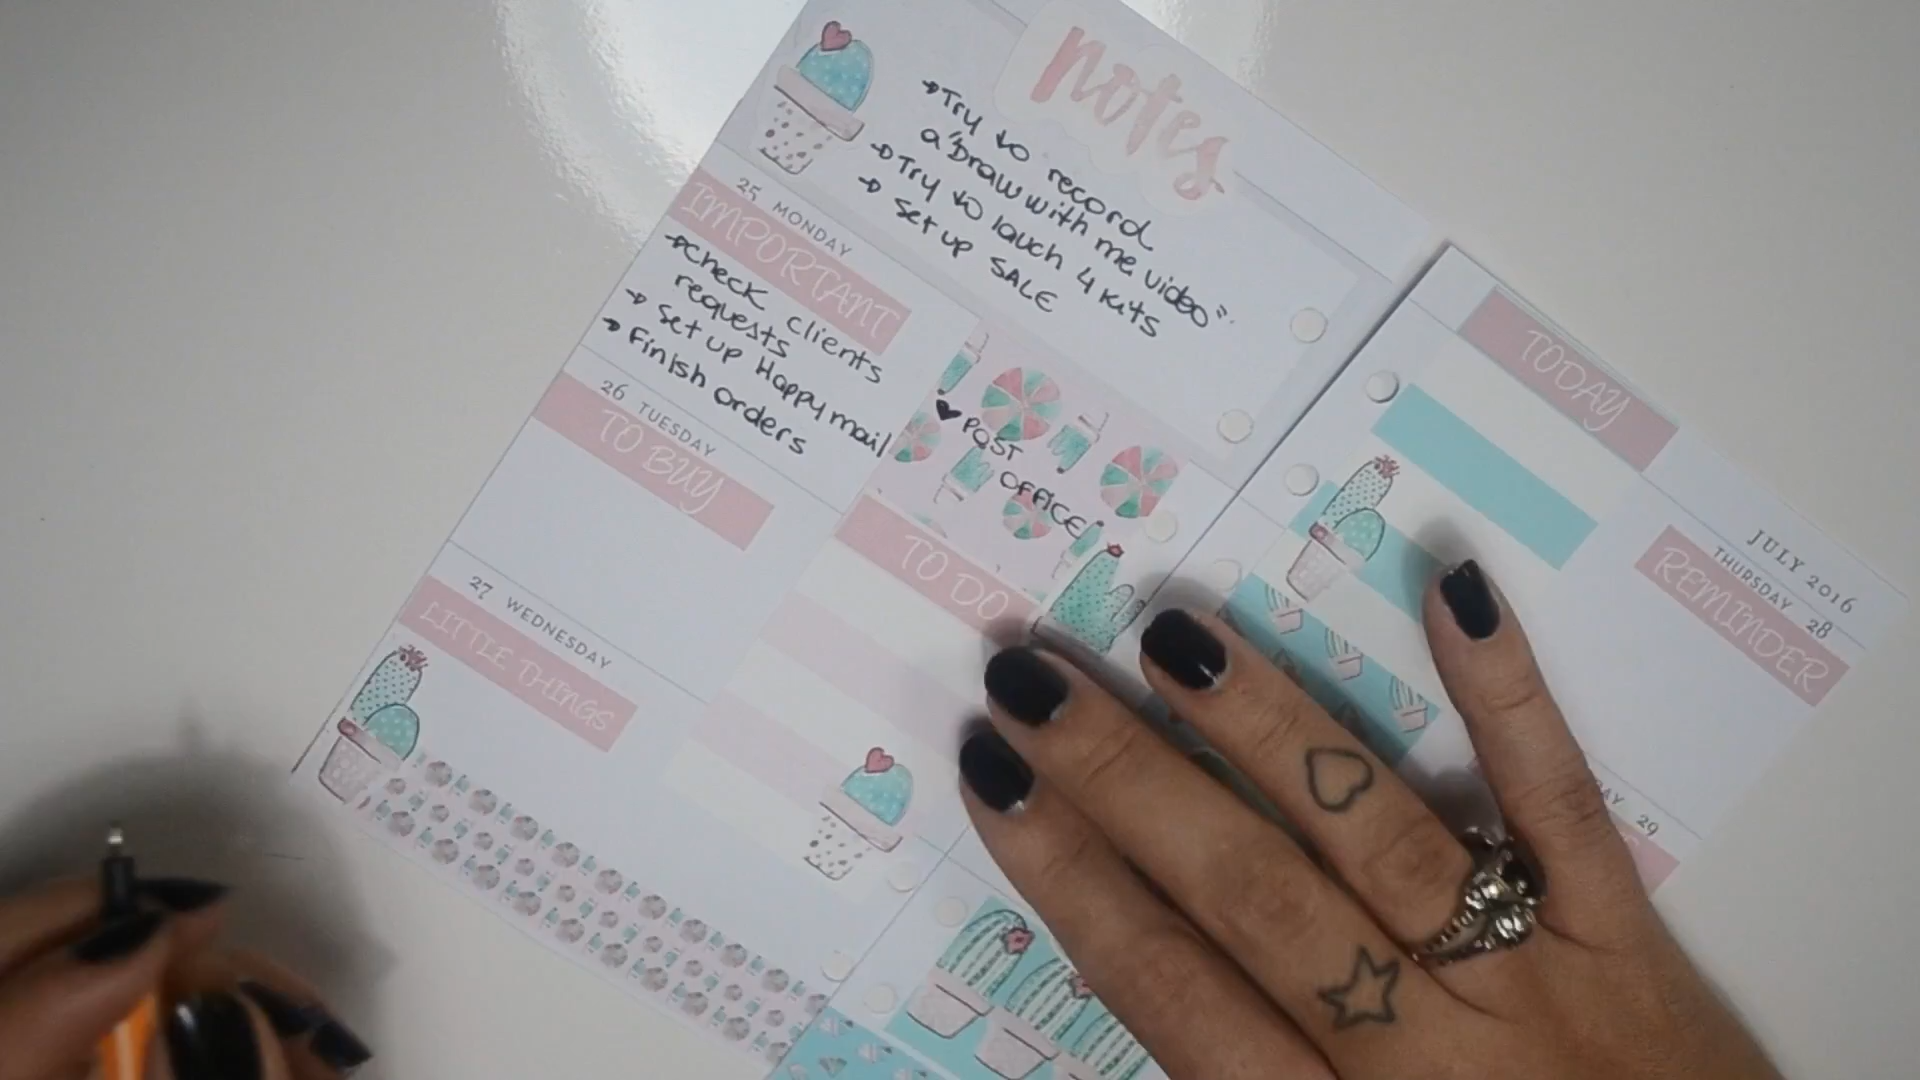 notes
→Try to record
a "Draw with me video".
→Try to lauch 4 Kits
→ Set up SALE
25 MONDAY
IMPORTANT
→Check clients
requests
→ Set up Happy mail
→ Finish orders
♥ POST
OFFICE
26 TUESDAY
TO BUY
TO DO
27 WEDNESDAY
LITTLE THINGS
TODAY
JULY 2016
THURSDAY 28
REMINDER
29